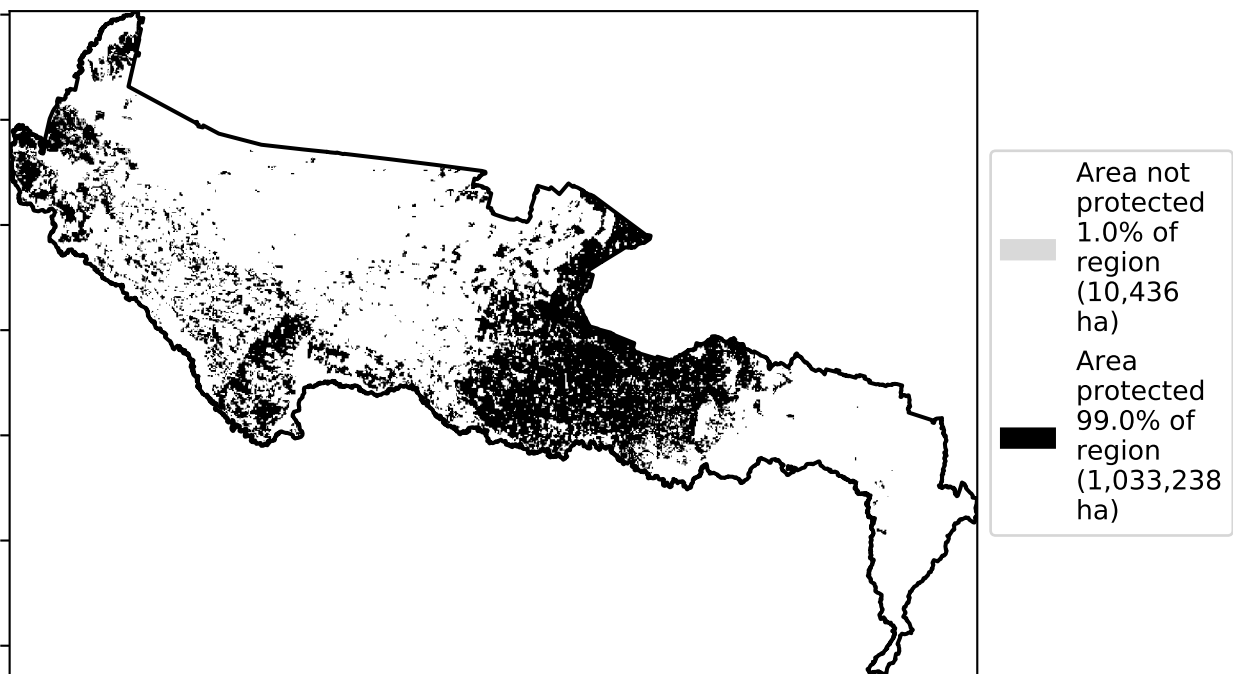 Area not
protected
1.0% of
region
(10,436
ha)
Area
protected
99.0% of
region
(1,033,238
ha)